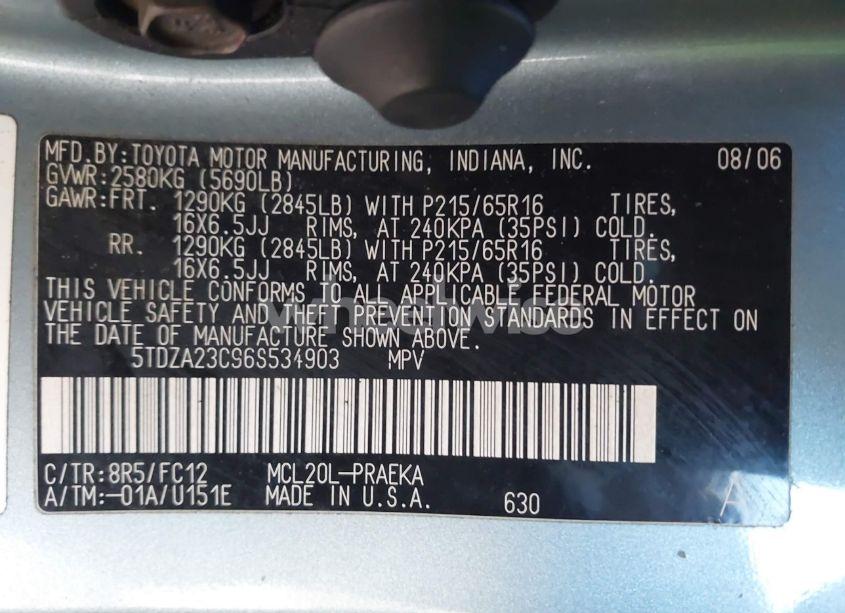 MFD.BY:TOYOTA MOTOR MANUFACTURING, INDIANA, INC. 08/06
GVWR:2580KG (5690LB)
GAWR:FRT. 1290KG (2845LB) WITH P215/65R16 TIRES,
16X6.5JJ RIMS, AT 240KPA (35PSI) COLD.
RR. 1290KG (2845LB) WITH P215/65R16 TIRES,
16X6.5JJ RIMS, AT 240KPA (35PSI) COLD.
THIS VEHICLE CONFORMS TO ALL APPLICABLE FEDERAL MOTOR
VEHICLE SAFETY AND THEFT PREVENTION STANDARDS IN EFFECT ON
THE DATE OF MANUFACTURE SHOWN ABOVE.
5TDZA23C96S534903 MPV
C/TR:8R5/FC12 MCL20L-PRAEKA
A/TM:-01A/U151E MADE IN U.S.A. 630 A